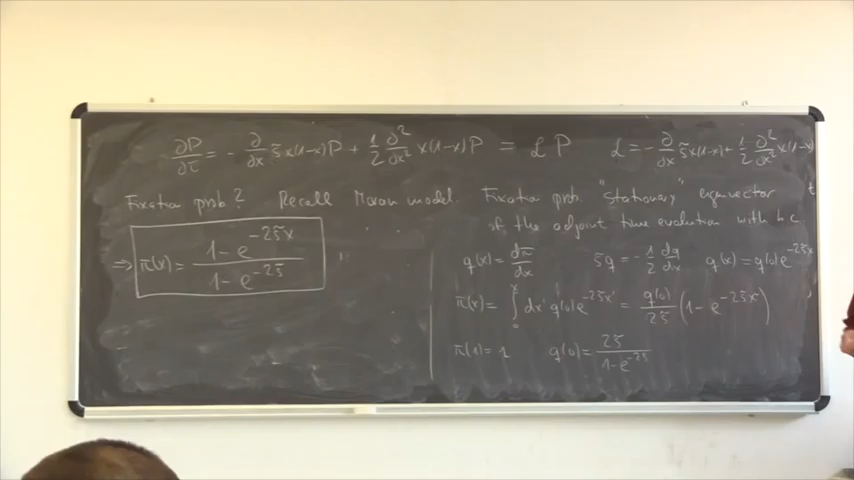 ∂P/∂τ = - ∂/∂x s̃ x(1-x)P + 1/2 ∂²/∂x² x(1-x)P = ℒ P   ℒ = - ∂/∂x s̃ x(1-x) + 1/2 ∂²/∂x² x(1-x)
Fixation prob? Recall Moran model. Fixation prob. "stationary" eigenvector
of the adjoint time evolution with b.c.
⇒ π(x) = (1 - e^{-2s̃x}) / (1 - e^{-2s̃})
q(x) = dπ/dx   s̃q = - 1/2 dq/dx   q(x) = q(0)e^{-2s̃x}
π(x) = ∫_0^x dx' q(0)e^{-2s̃x'} = q(0)/2s̃ (1 - e^{-2s̃x})
π(1) = 1   q(0) = 2s̃ / (1 - e^{-2s̃})